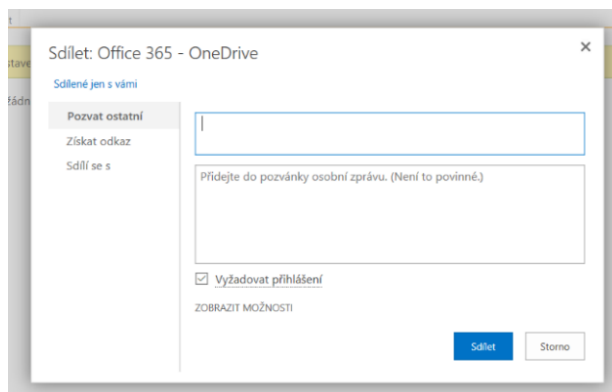 Sdílet: Office 365 - OneDrive
Sdílené jen s vámi
Pozvat ostatní
Získat odkaz
Sdílí se s
Přidejte do pozvánky osobní zprávu. (Není to povinné.)
Vyžadovat přihlášení
ZOBRAZIT MOŽNOSTI
Sdílet
Storno